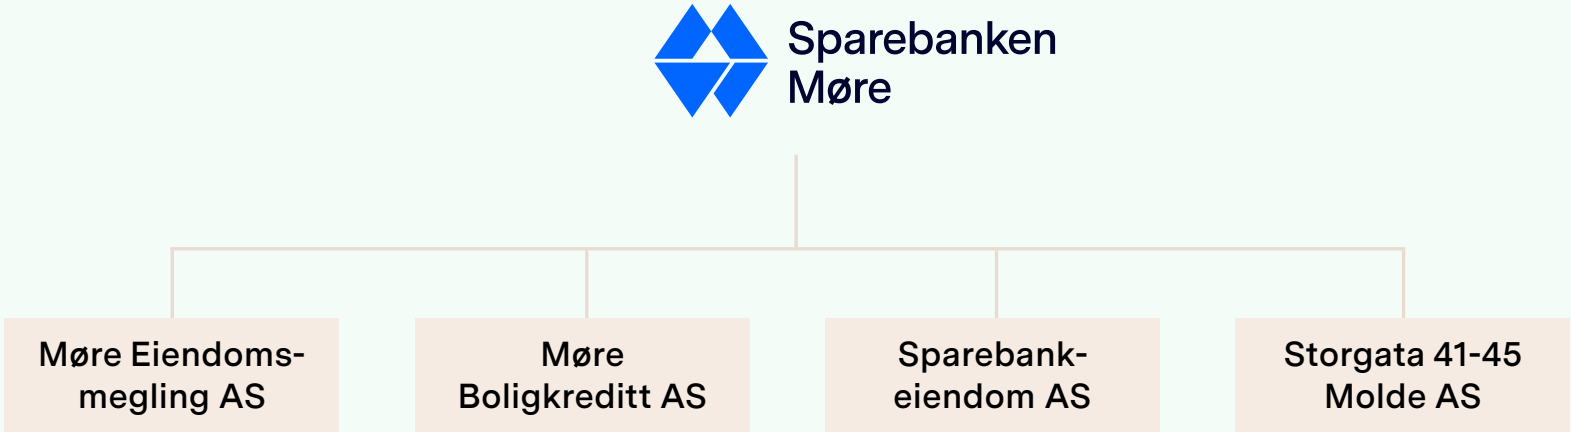 Sparebanken
Møre
Møre Eiendoms-
megling AS
Møre
Boligkreditt AS
Sparebank-
eiendom AS
Storgata 41-45
Molde AS